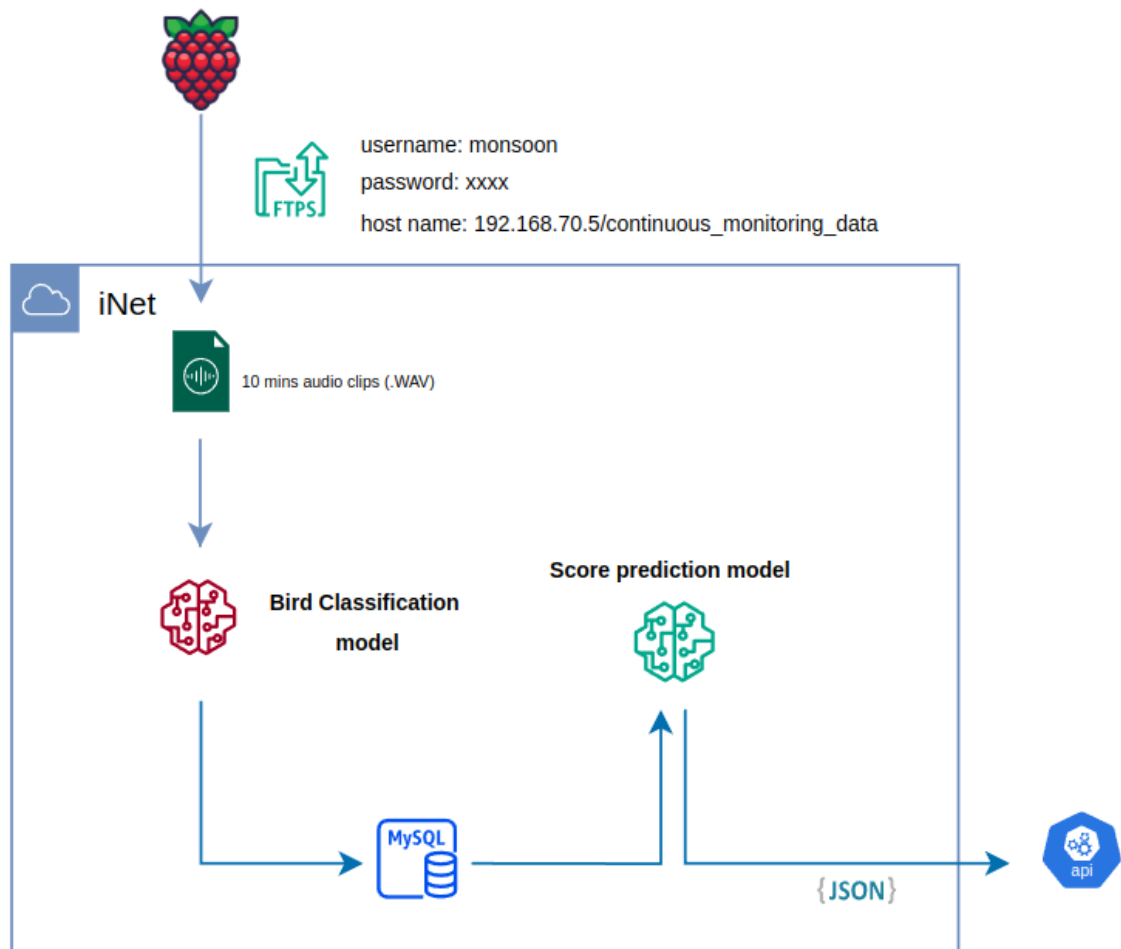 username: monsoon
password: xxxx
host name: 192.168.70.5/continuous_monitoring_data
FTPS
iNet
10 mins audio clips (.WAV)
Score prediction model
Bird Classification
model
MySQL
{JSON}
api